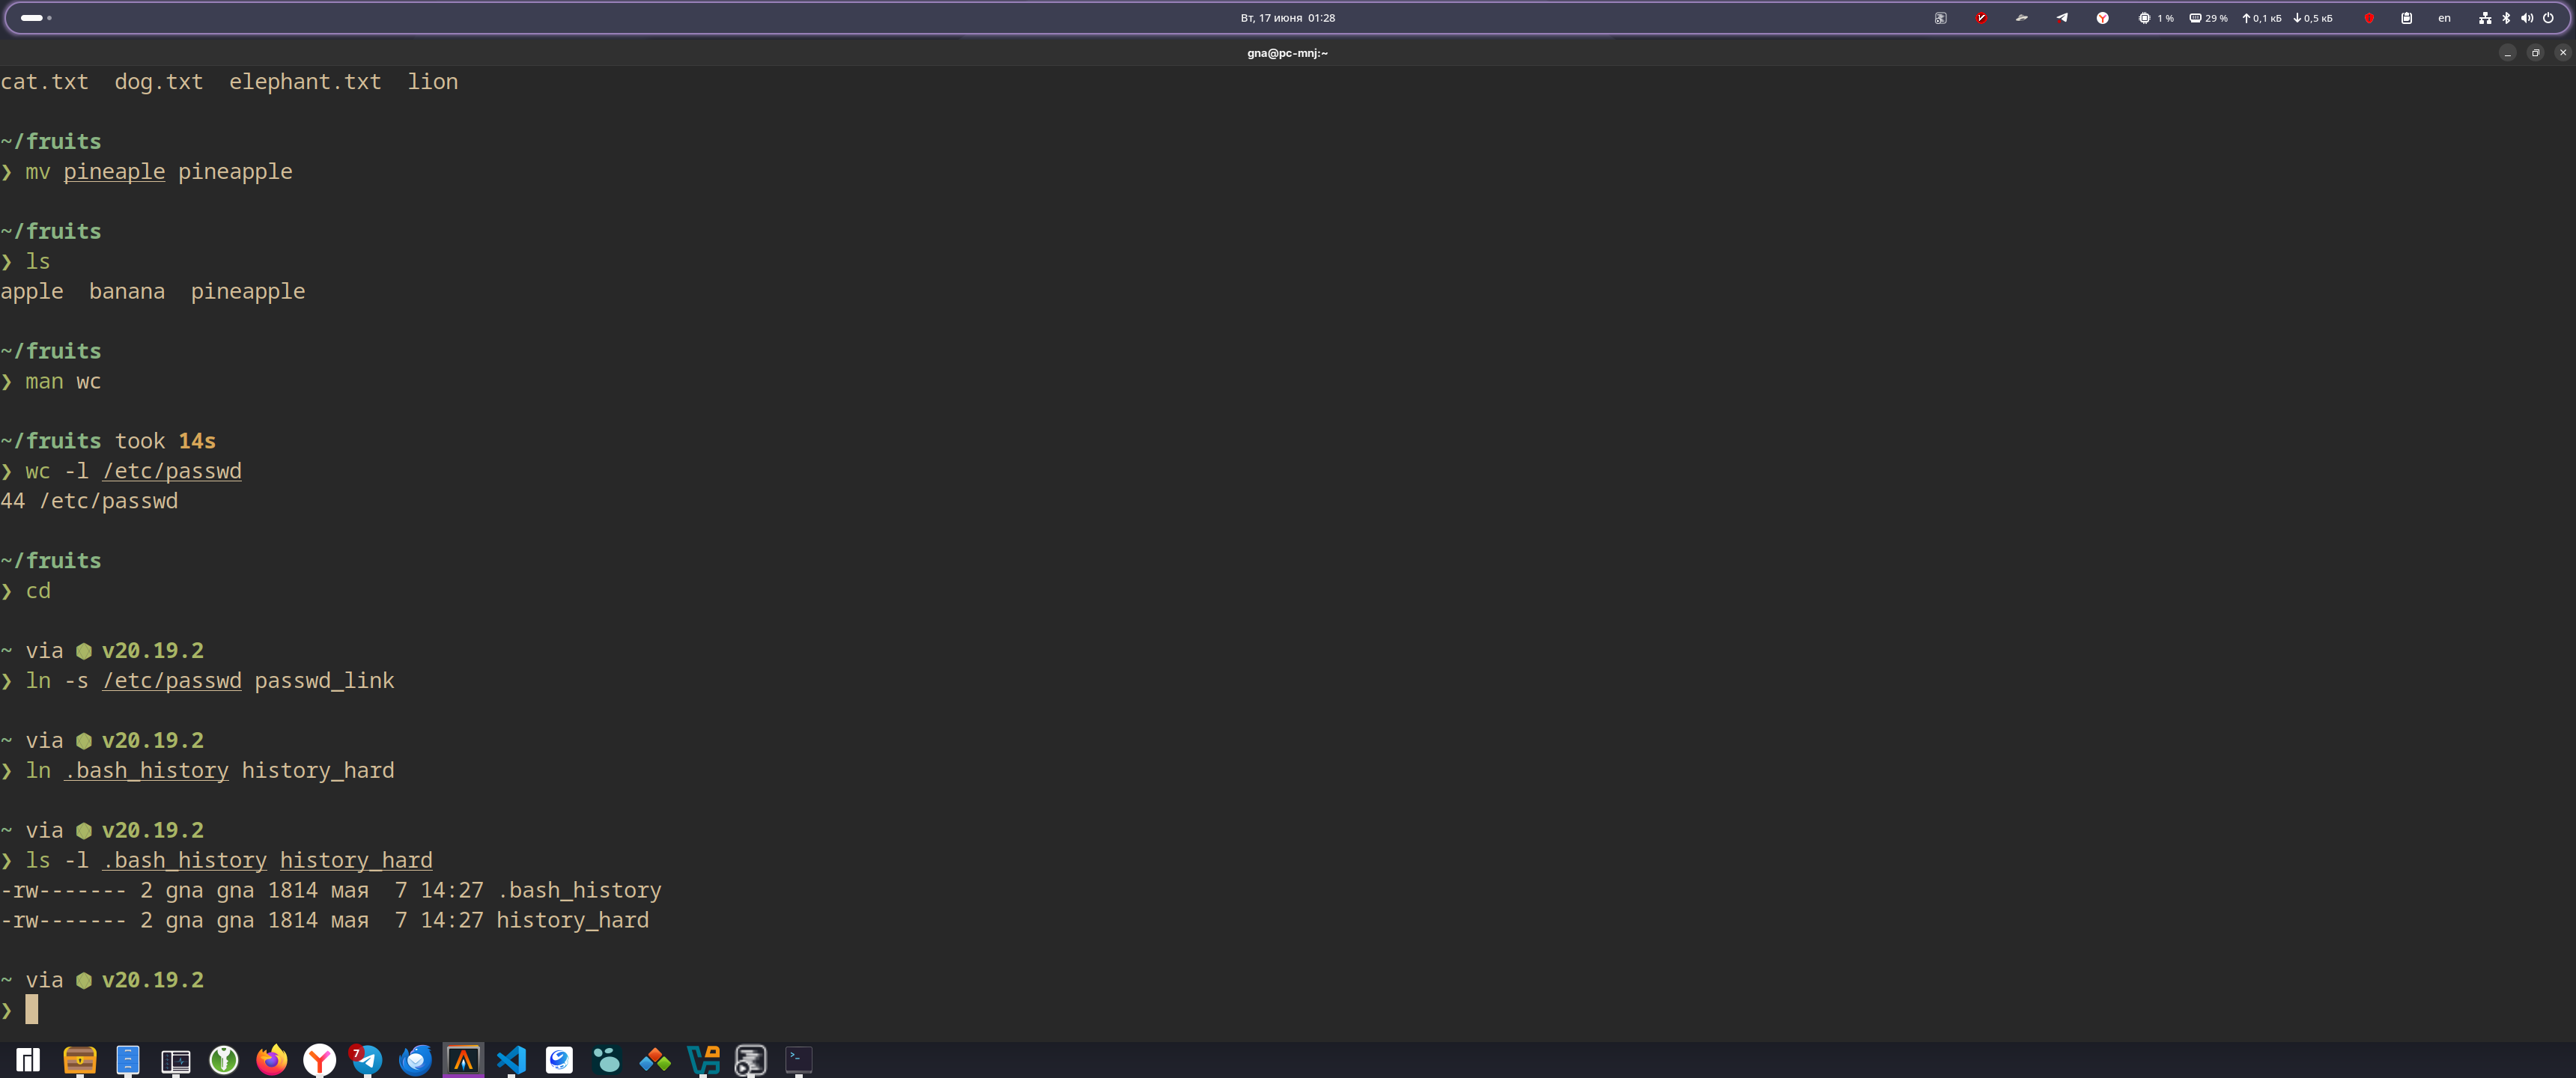 Вт, 17 июня 01:28
1 % 29 % 0,1 кБ 0,5 кБ en
gna@pc-mnj:~
cat.txt dog.txt elephant.txt lion
~/fruits
❯ mv pineaple pineapple
~/fruits
❯ ls
apple banana pineapple
~/fruits
❯ man wc
~/fruits took 14s
❯ wc -l /etc/passwd
44 /etc/passwd
~/fruits
❯ cd
~ via ⬢ v20.19.2
❯ ln -s /etc/passwd passwd_link
~ via ⬢ v20.19.2
❯ ln .bash_history history_hard
~ via ⬢ v20.19.2
❯ ls -l .bash_history history_hard
-rw------- 2 gna gna 1814 мая 7 14:27 .bash_history
-rw------- 2 gna gna 1814 мая 7 14:27 history_hard
~ via ⬢ v20.19.2
❯
7